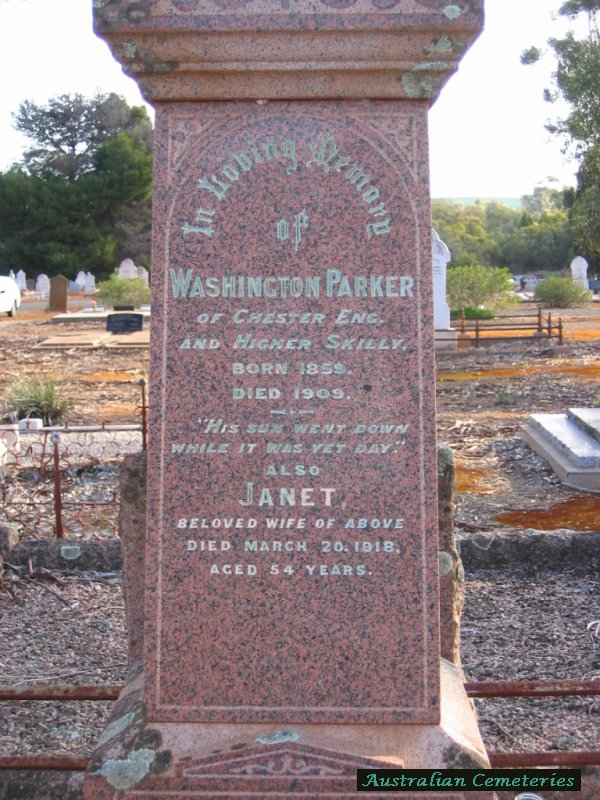 In Loving Memory
of
WASHINGTON PARKER
OF CHESTER ENG.
AND HIGHER SKILLY,
BORN 1859.
DIED 1909.
"HIS SUN WENT DOWN
WHILE IT WAS YET DAY."
ALSO
JANET,
BELOVED WIFE OF ABOVE
DIED MARCH 20. 1918,
AGED 54 YEARS.
Australian Cemeteries